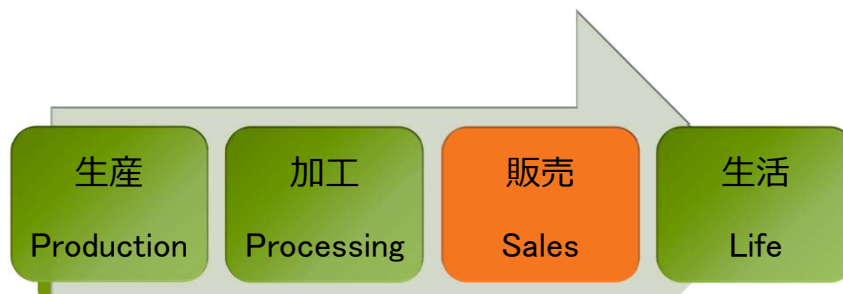 生産
Production
加工
Processing
販売
Sales
生活
Life